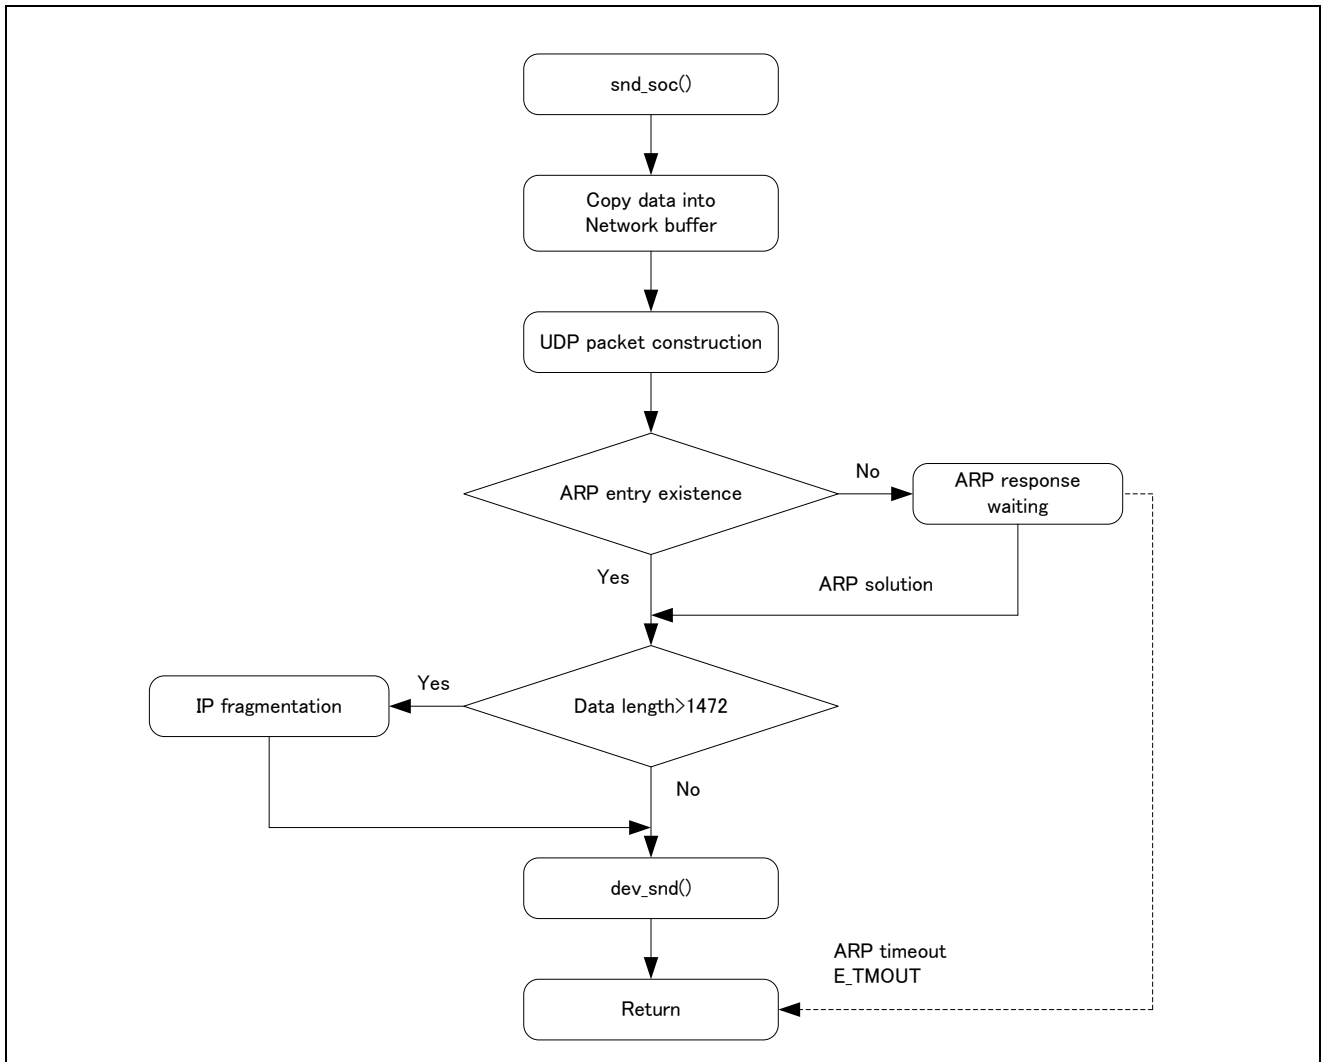 snd_soc()
Copy data into
Network buffer
UDP packet construction
ARP entry existence
No
ARP response
waiting
Yes
ARP solution
Yes
IP fragmentation
Data length>1472
No
dev_snd()
ARP timeout
E_TMOUT
Return